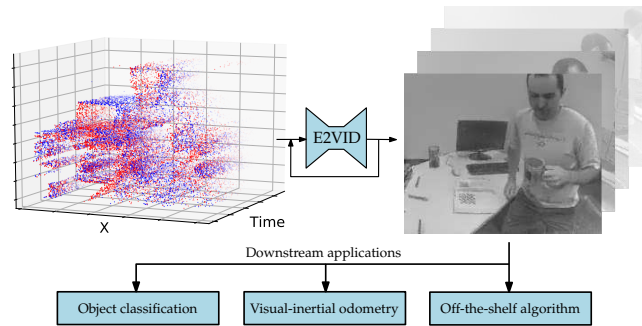 E2VID
X
Time
Downstream applications
Object classification
Visual-inertial odometry
Off-the-shelf algorithm